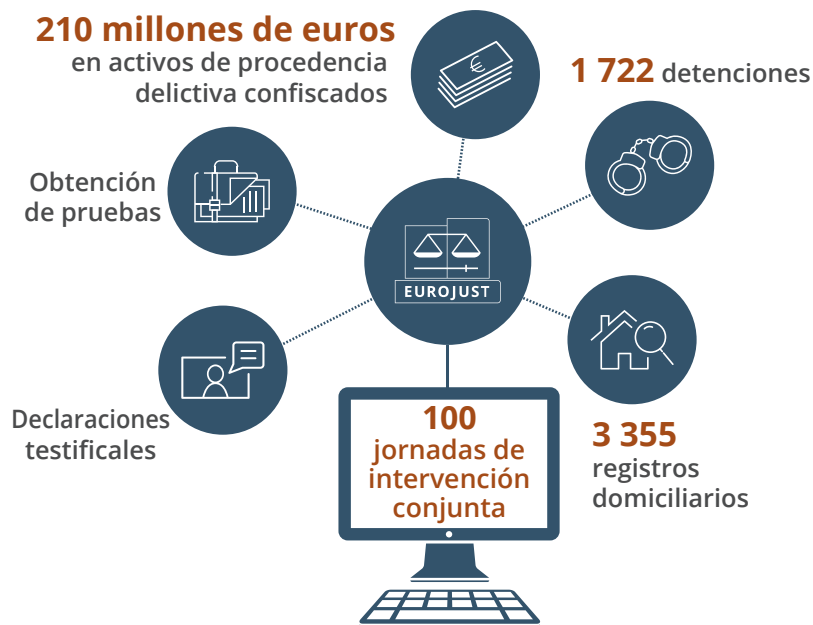 210 millones de euros
en activos de procedencia
delictiva confiscados
1 722 detenciones
Obtención
de pruebas
EUROJUST
Declaraciones
testificales
100
jornadas de
intervención
conjunta
3 355
registros
domiciliarios